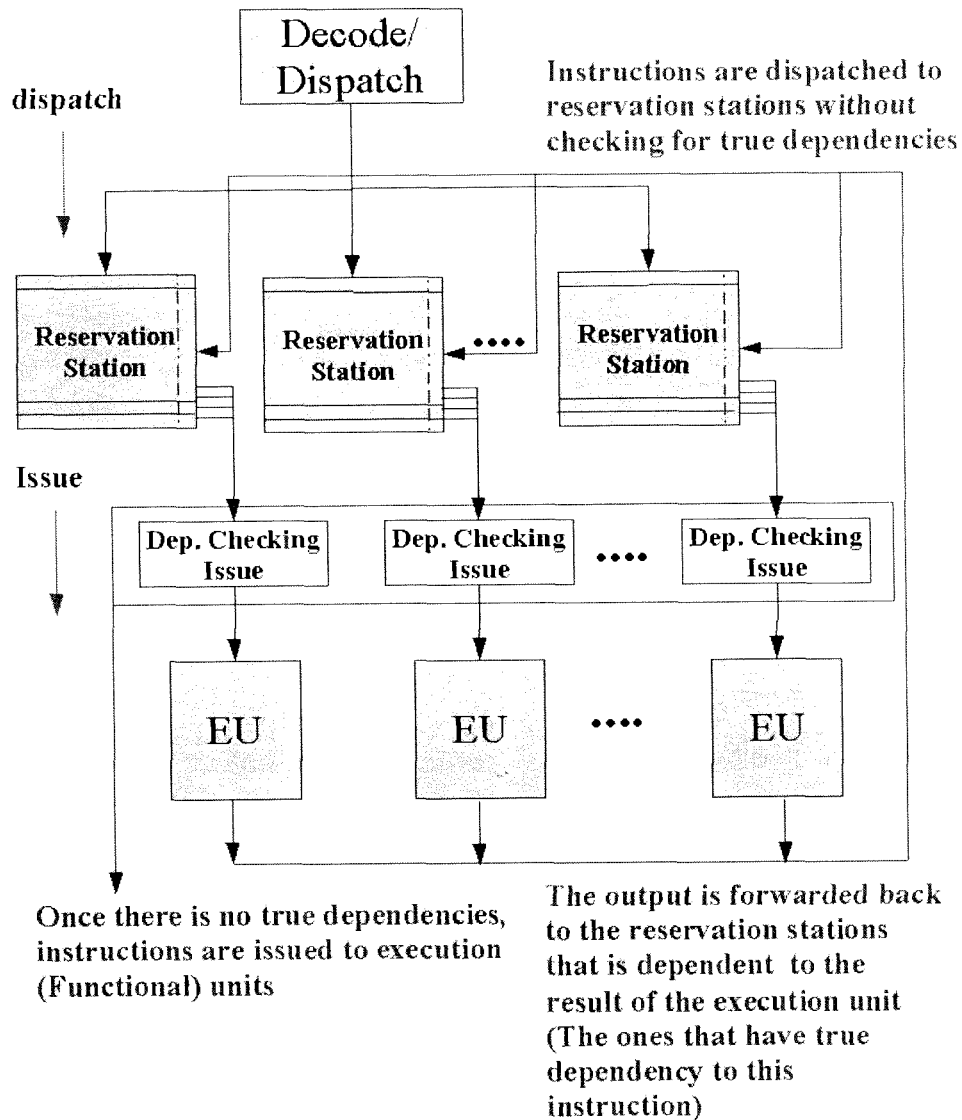 Decode/
Dispatch
Instructions are dispatched to
reservation stations without
checking for true dependencies
dispatch
Reservation
Station
Reservation
Station
Reservation
Station
Issue
Dep. Checking
Issue
Dep. Checking
Issue
Dep. Checking
Issue
EU
EU
EU
Once there is no true dependencies,
instructions are issued to execution
(Functional) units
The output is forwarded back
to the reservation stations
that is dependent to the
result of the execution unit
(The ones that have true
dependency to this
instruction)